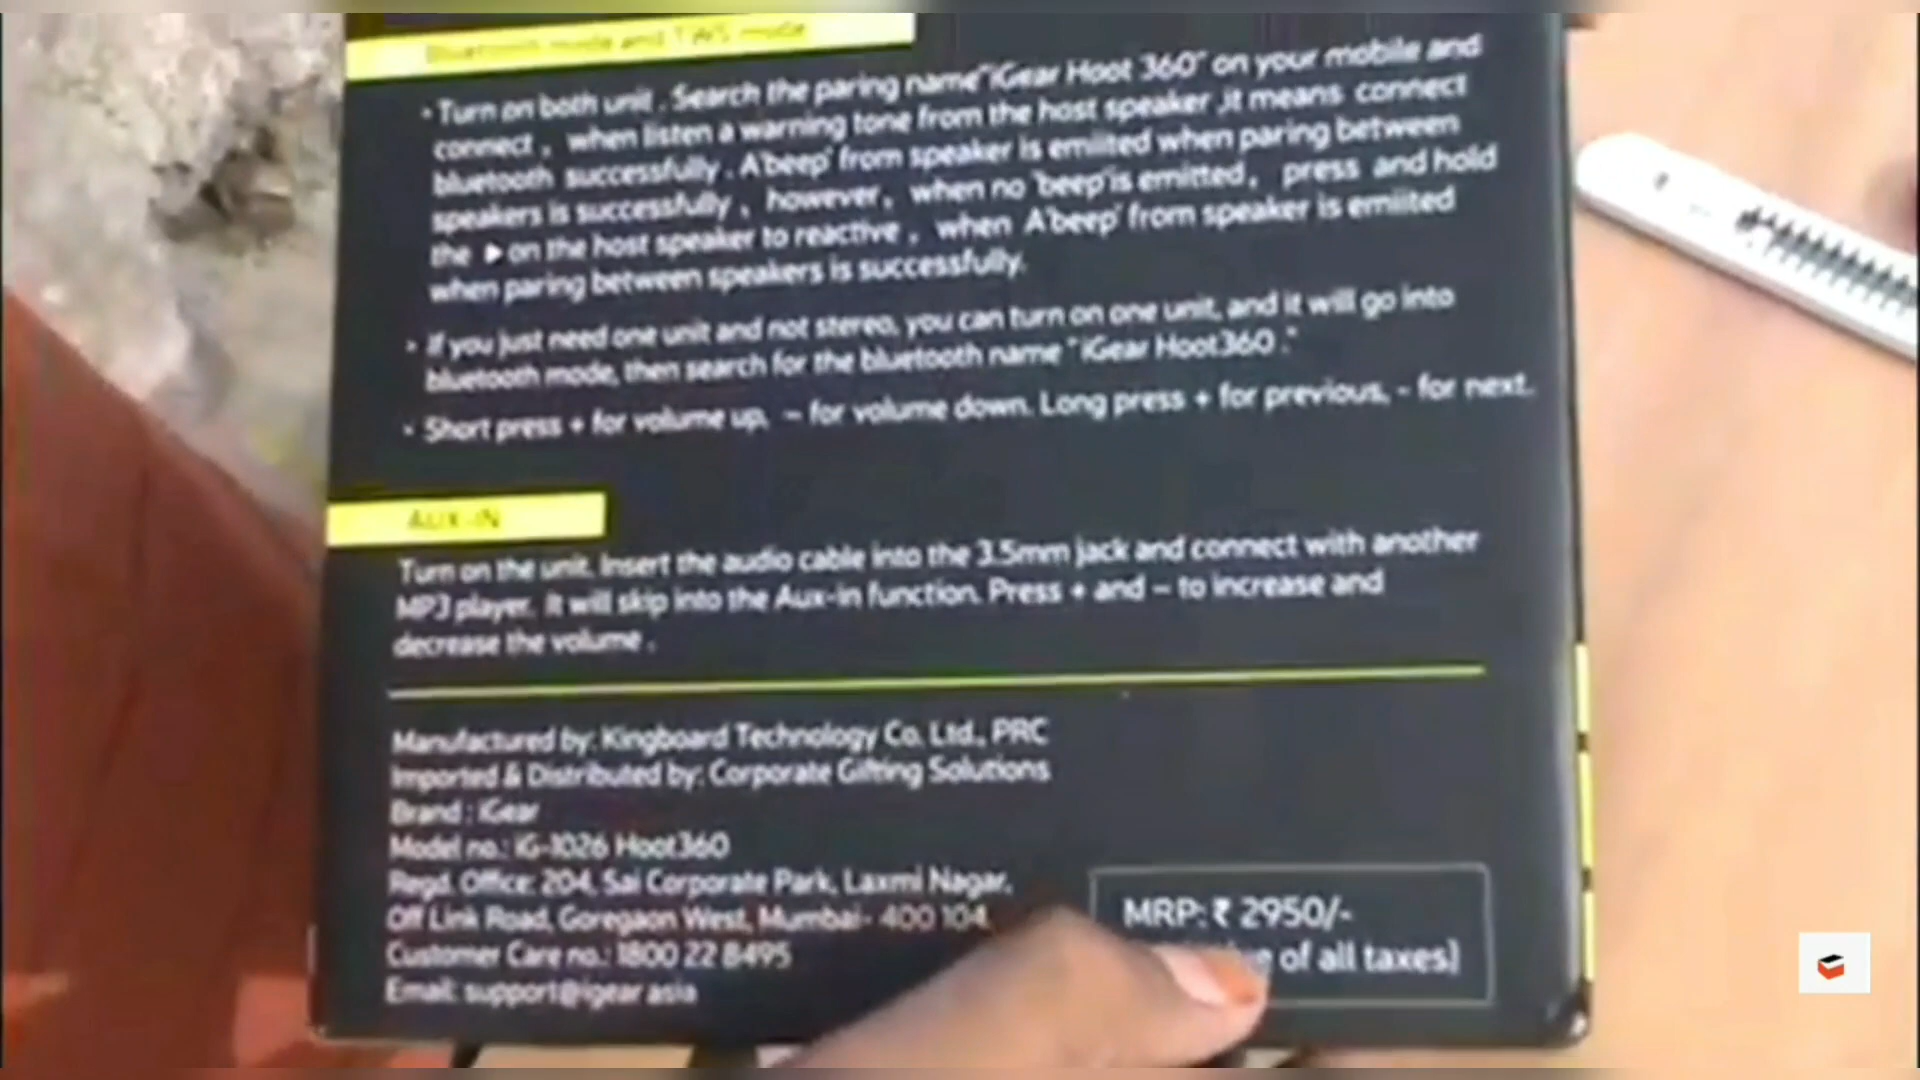 Bluetooth mode and TWS mode
• Turn on both unit . Search the paring name"iGear Hoot 360" on your mobile and
connect , when listen a warning tone from the host speaker ,it means connect
bluetooth successfully . A'beep' from speaker is emiited when paring between
speakers is successfully , however, when no 'beep'is emitted, press and hold
the ▶ on the host speaker to reactive , when A'beep' from speaker is emiited
when paring between speakers is successfully.
• If you just need one unit and not stereo, you can turn on one unit, and it will go into
bluetooth mode, then search for the bluetooth name "iGear Hoot360 ."
• Short press + for volume up, – for volume down. Long press + for previous, - for next.
AUX-IN
Turn on the unit. Insert the audio cable into the 3.5mm jack and connect with another
MP3 player. It will skip into the Aux-in function. Press + and – to increase and
decrease the volume .
Manufactured by: Kingboard Technology Co. Ltd., PRC
Imported & Distributed by: Corporate Gifting Solutions
Brand : iGear
Model no.: iG-1026 Hoot360
Regd. Office: 204, Sai Corporate Park, Laxmi Nagar,
Off Link Road, Goregaon West, Mumbai- 400 104.
Customer Care no.: 1800 22 8495
Email: support@igear.asia
MRP: ₹ 2950/-
of all taxes)